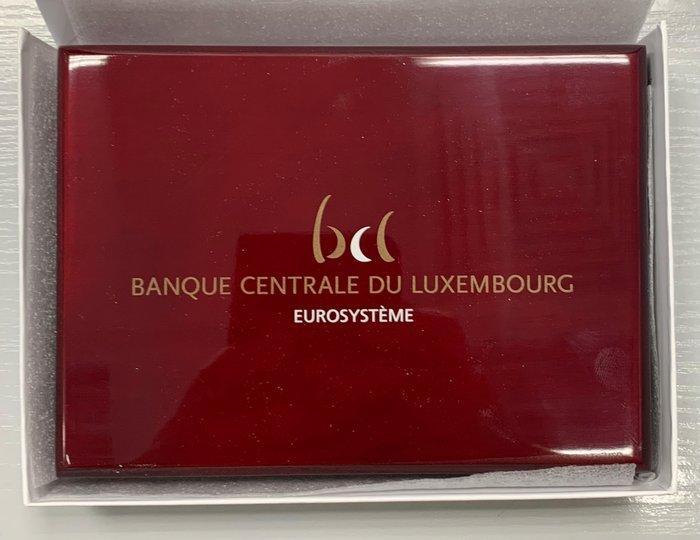 bcl
BANQUE CENTRALE DU LUXEMBOURG
EUROSYSTÈME